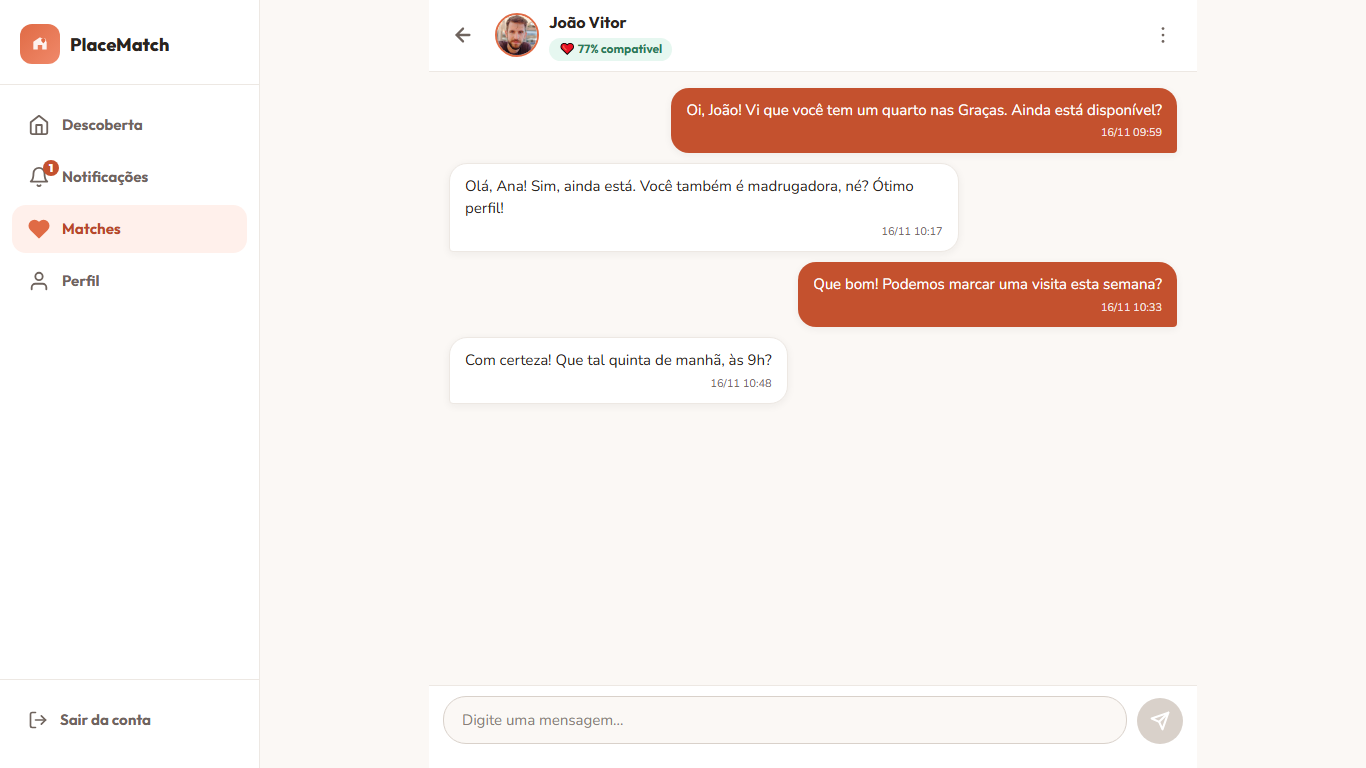 PlaceMatch
Descoberta
1
Notificações
Matches
Perfil
Sair da conta
João Vitor
77% compatível
Oi, João! Vi que você tem um quarto nas Graças. Ainda está disponível?
16/11 09:59
Olá, Ana! Sim, ainda está. Você também é madrugadora, né? Ótimo
perfil!
16/11 10:17
Que bom! Podemos marcar uma visita esta semana?
16/11 10:33
Com certeza! Que tal quinta de manhã, às 9h?
16/11 10:48
Digite uma mensagem...